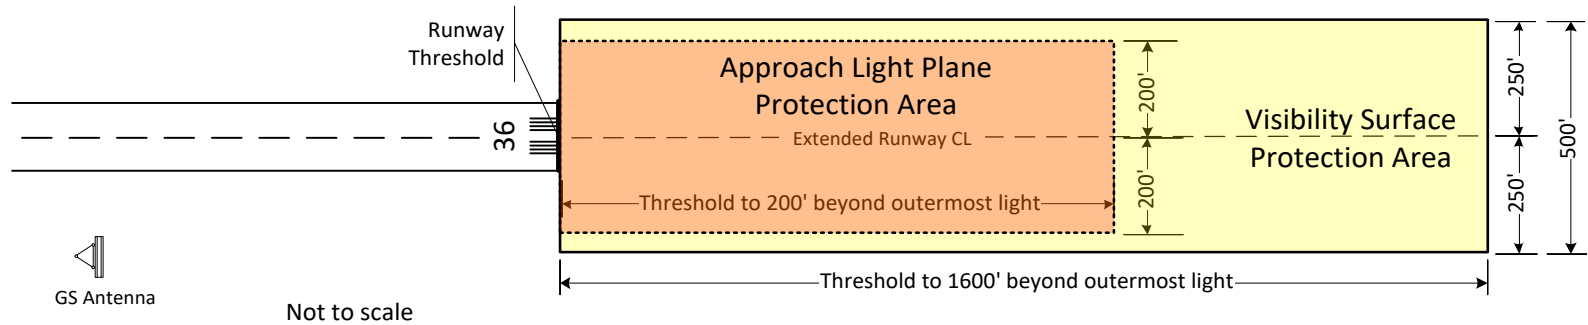 Runway
Threshold
36
Approach Light Plane
Protection Area
Extended Runway CL
Threshold to 200' beyond outermost light
200'
200'
Visibility Surface
Protection Area
250'
250'
500'
Threshold to 1600' beyond outermost light
GS Antenna
Not to scale